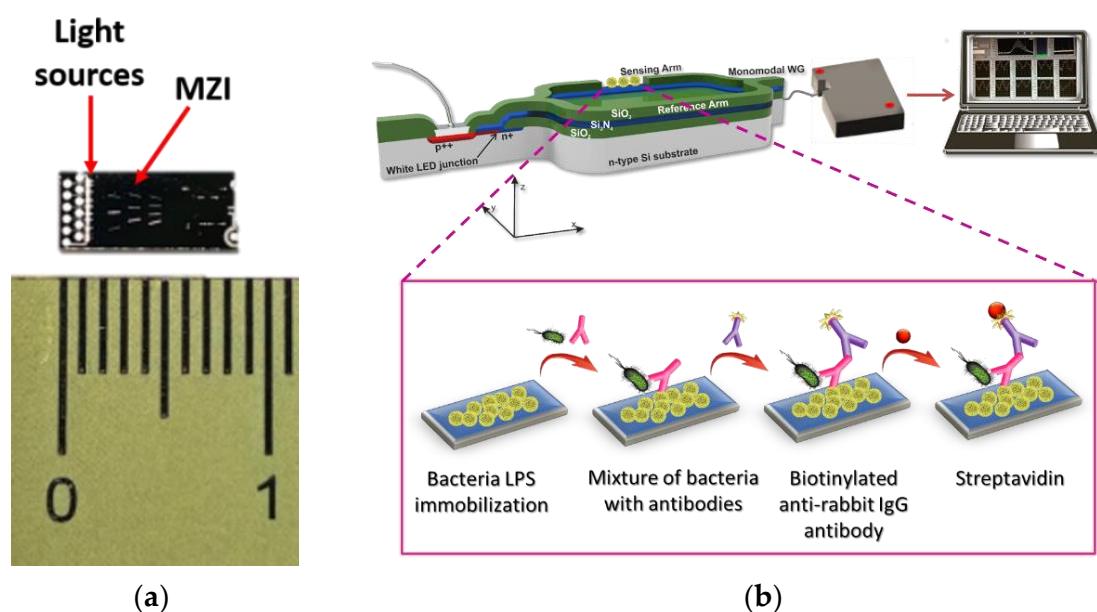 Light
sources
MZI
0
1
(a)
Sensing Arm
Monomodal WG
Reference Arm
SiO₂
Si₃N₄
SiO₂
p++
n+
White LED junction
n-type Si substrate
z
y
x
Bacteria LPS
immobilization
Mixture of bacteria
with antibodies
Biotinylated
anti-rabbit IgG
antibody
Streptavidin
(b)